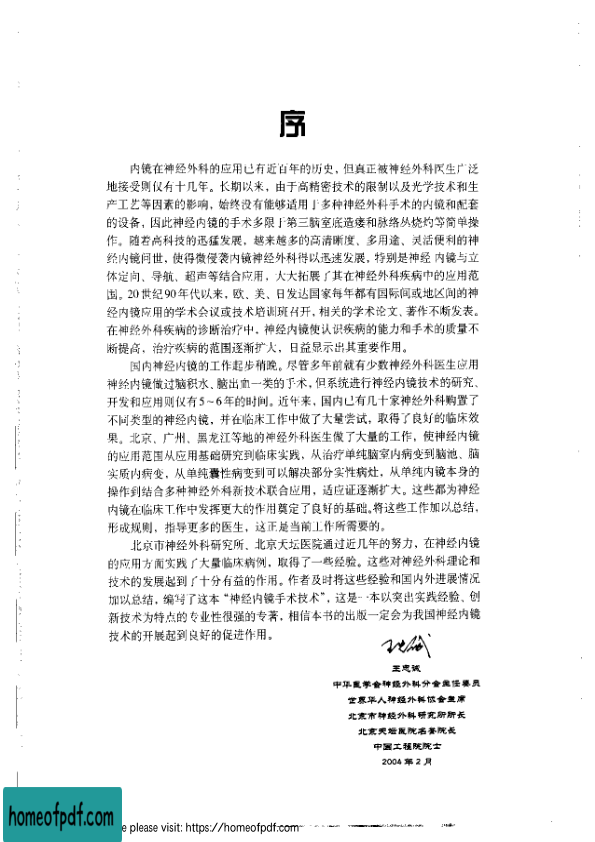 序
内镜在神经外科的应用已有近百年的历史，但真正被神经外科医生广泛
地接受则仅有十几年。长期以来，由于高精密技术的限制以及光学技术和生
产工艺等因素的影响，始终没有能够适用于多种神经外科手术的内镜和配套
的设备，因此神经内镜的手术多限于第三脑室底造瘘和脉络丛烧灼等简单操
作。随着高科技的迅猛发展，越来越多的高清晰度、多用途、灵活便利的神
经内镜问世，使得微侵袭内镜神经外科得以迅速发展，特别是神经 内镜与立
体定向、导航、超声等结合应用，大大拓展了其在神经外科疾病中的应用范
围。20世纪90年代以来，欧、美、日发达国家每年都有国际间或地区间的神
经内镜应用的学术会议或技术培训班召开，相关的学术论文、著作不断发表。
在神经外科疾病的诊断治疗中，神经内镜使认识疾病的能力和手术的质量不
断提高，治疗疾病的范围逐渐扩大，日益显示出其重要作用。
国内神经内镜的工作起步稍晚。尽管多年前就有少数神经外科医生应用
神经内镜做过脑积水、脑出血一类的手术，但系统进行神经内镜技术的研究、
开发和应用则仅有5～6年的时间。近年来，国内已有几十家神经外科购置了
不同类型的神经内镜，并在临床工作中做了大量尝试，取得了良好的临床效
果。北京、广州、黑龙江等地的神经外科医生做了大量的工作，使神经内镜
的应用范围从应用基础研究到临床实践，从治疗单纯脑室内病变到脑池、脑
实质内病变，从单纯囊性病变到可以解决部分实性病灶，从单纯内镜本身的
操作到结合多种神经外科新技术联合应用，适应证逐渐扩大。这些都为神经
内镜在临床工作中发挥更大的作用奠定了良好的基础。将这些工作加以总结，
形成规则，指导更多的医生，这正是当前工作所需要的。
北京市神经外科研究所、北京天坛医院通过近几年的努力，在神经内镜
的应用方面实践了大量临床病例，取得了一些经验。这些对神经外科理论和
技术的发展起到了十分有益的作用。作者及时将这些经验和国内外进展情况
加以总结，编写了这本“神经内镜手术技术”，这是一本以突出实践经验、创
新技术为特点的专业性很强的专著，相信本书的出版一定会为我国神经内镜
技术的开展起到良好的促进作用。
王忠诚
中华医学会神经外科分会主任委员
世界华人神经外科协会主席
北京市神经外科研究所所长
北京天坛医院名誉院长
中国工程院院士
2004年2月
homeofpdf.com
e please visit: https://homeofpdf.com